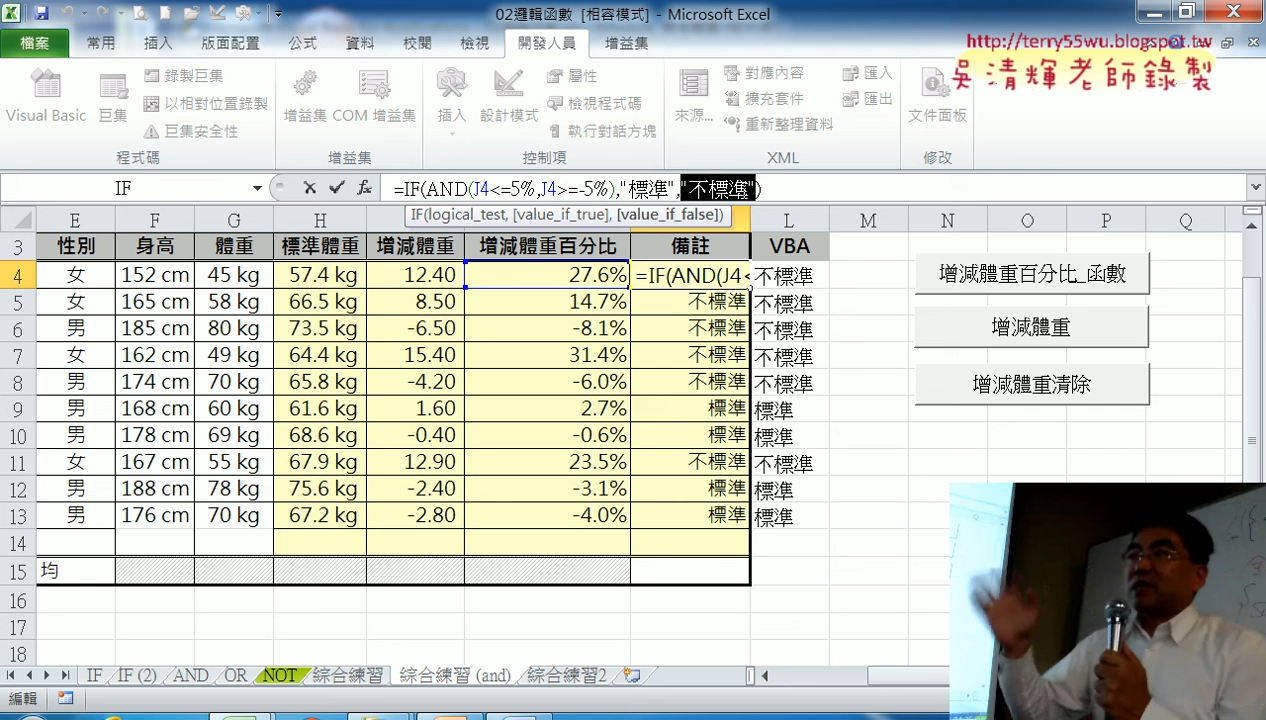 02邏輯函數 [相容模式] - Microsoft Excel
檔案 常用 插入 版面配置 公式 資料 校閱 檢視 開發人員 增益集
http://terry55wu.blogspot.tw
吳清輝老師錄製
Visual Basic 巨集 錄製巨集 以相對位置錄製 巨集安全性 程式碼
增益集 COM 增益集 增益集
插入 設計模式 屬性 檢視程式碼 執行對話方塊 控制項
來源... 對應內容 擴充套件 重新整理資料 匯入 匯出 XML
文件面板 修改
IF =IF(AND(J4<=5%,J4>=-5%),"標準","不標準")
IF(logical_test, [value_if_true], [value_if_false])
E F G H L M N O P Q
3 性別 身高 體重 標準體重 增減體重 增減體重百分比 備註 VBA
4 女 152 cm 45 kg 57.4 kg 12.40 27.6% =IF(AND(J4< 不標準
5 女 165 cm 58 kg 66.5 kg 8.50 14.7% 不標準 不標準
6 男 185 cm 80 kg 73.5 kg -6.50 -8.1% 不標準 不標準
7 女 162 cm 49 kg 64.4 kg 15.40 31.4% 不標準 不標準
8 男 174 cm 70 kg 65.8 kg -4.20 -6.0% 不標準 不標準
9 男 168 cm 60 kg 61.6 kg 1.60 2.7% 標準 標準
10 男 178 cm 69 kg 68.6 kg -0.40 -0.6% 標準 標準
11 女 167 cm 55 kg 67.9 kg 12.90 23.5% 不標準 不標準
12 男 188 cm 78 kg 75.6 kg -2.40 -3.1% 標準 標準
13 男 176 cm 70 kg 67.2 kg -2.80 -4.0% 標準 標準
14
15 均
16
17
18
增減體重百分比_函數
增減體重
增減體重清除
IF IF (2) AND OR NOT 綜合練習 綜合練習 (and) 綜合練習2
編輯